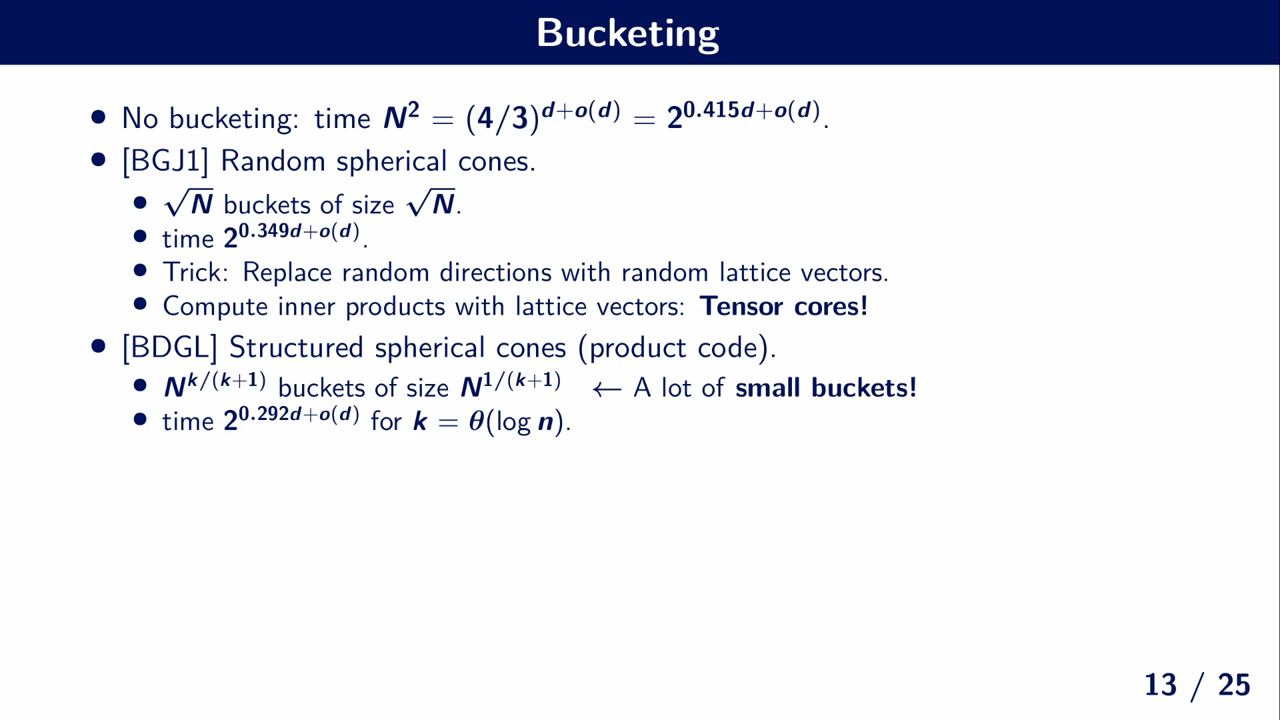 Bucketing
• No bucketing: time N² = (4/3)^{d+o(d)} = 2^{0.415d+o(d)}.
• [BGJ1] Random spherical cones.
• √N buckets of size √N.
• time 2^{0.349d+o(d)}.
• Trick: Replace random directions with random lattice vectors.
• Compute inner products with lattice vectors: Tensor cores!
• [BDGL] Structured spherical cones (product code).
• N^{k/(k+1)} buckets of size N^{1/(k+1)} ← A lot of small buckets!
• time 2^{0.292d+o(d)} for k = θ(log n).
13 / 25